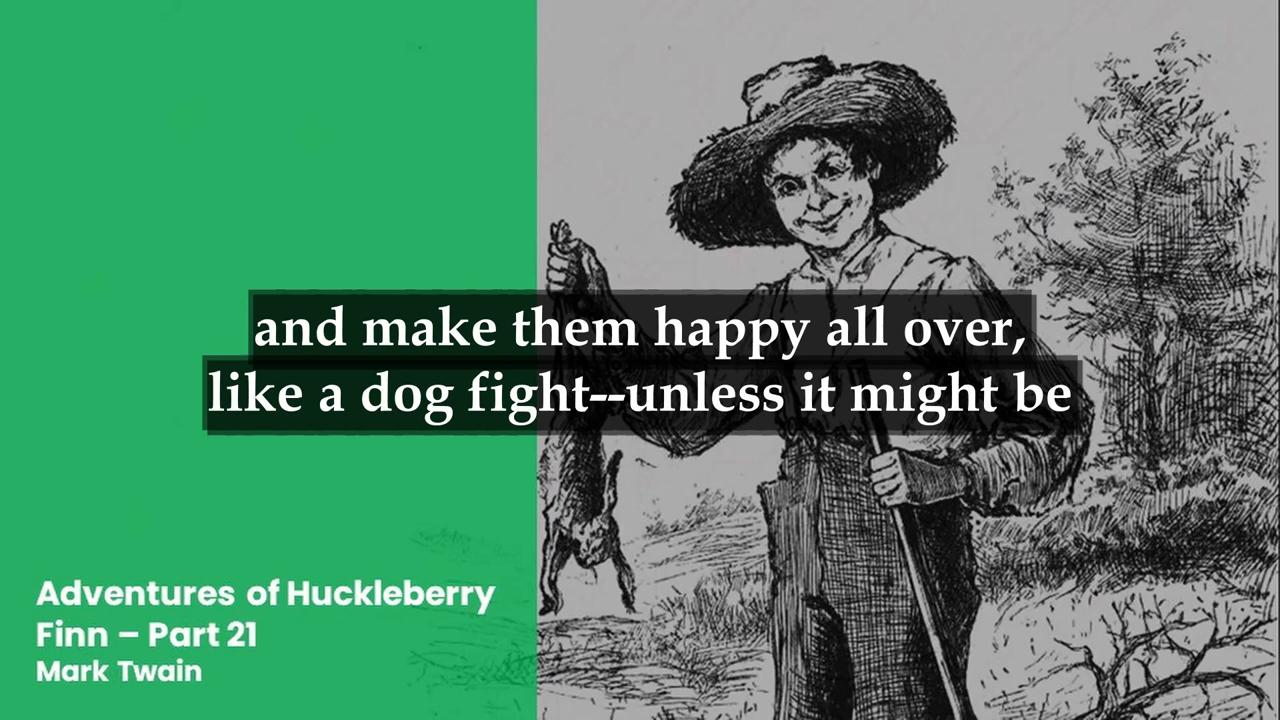 and make them happy all over,
like a dog fight--unless it might be
Adventures of Huckleberry
Finn – Part 21
Mark Twain